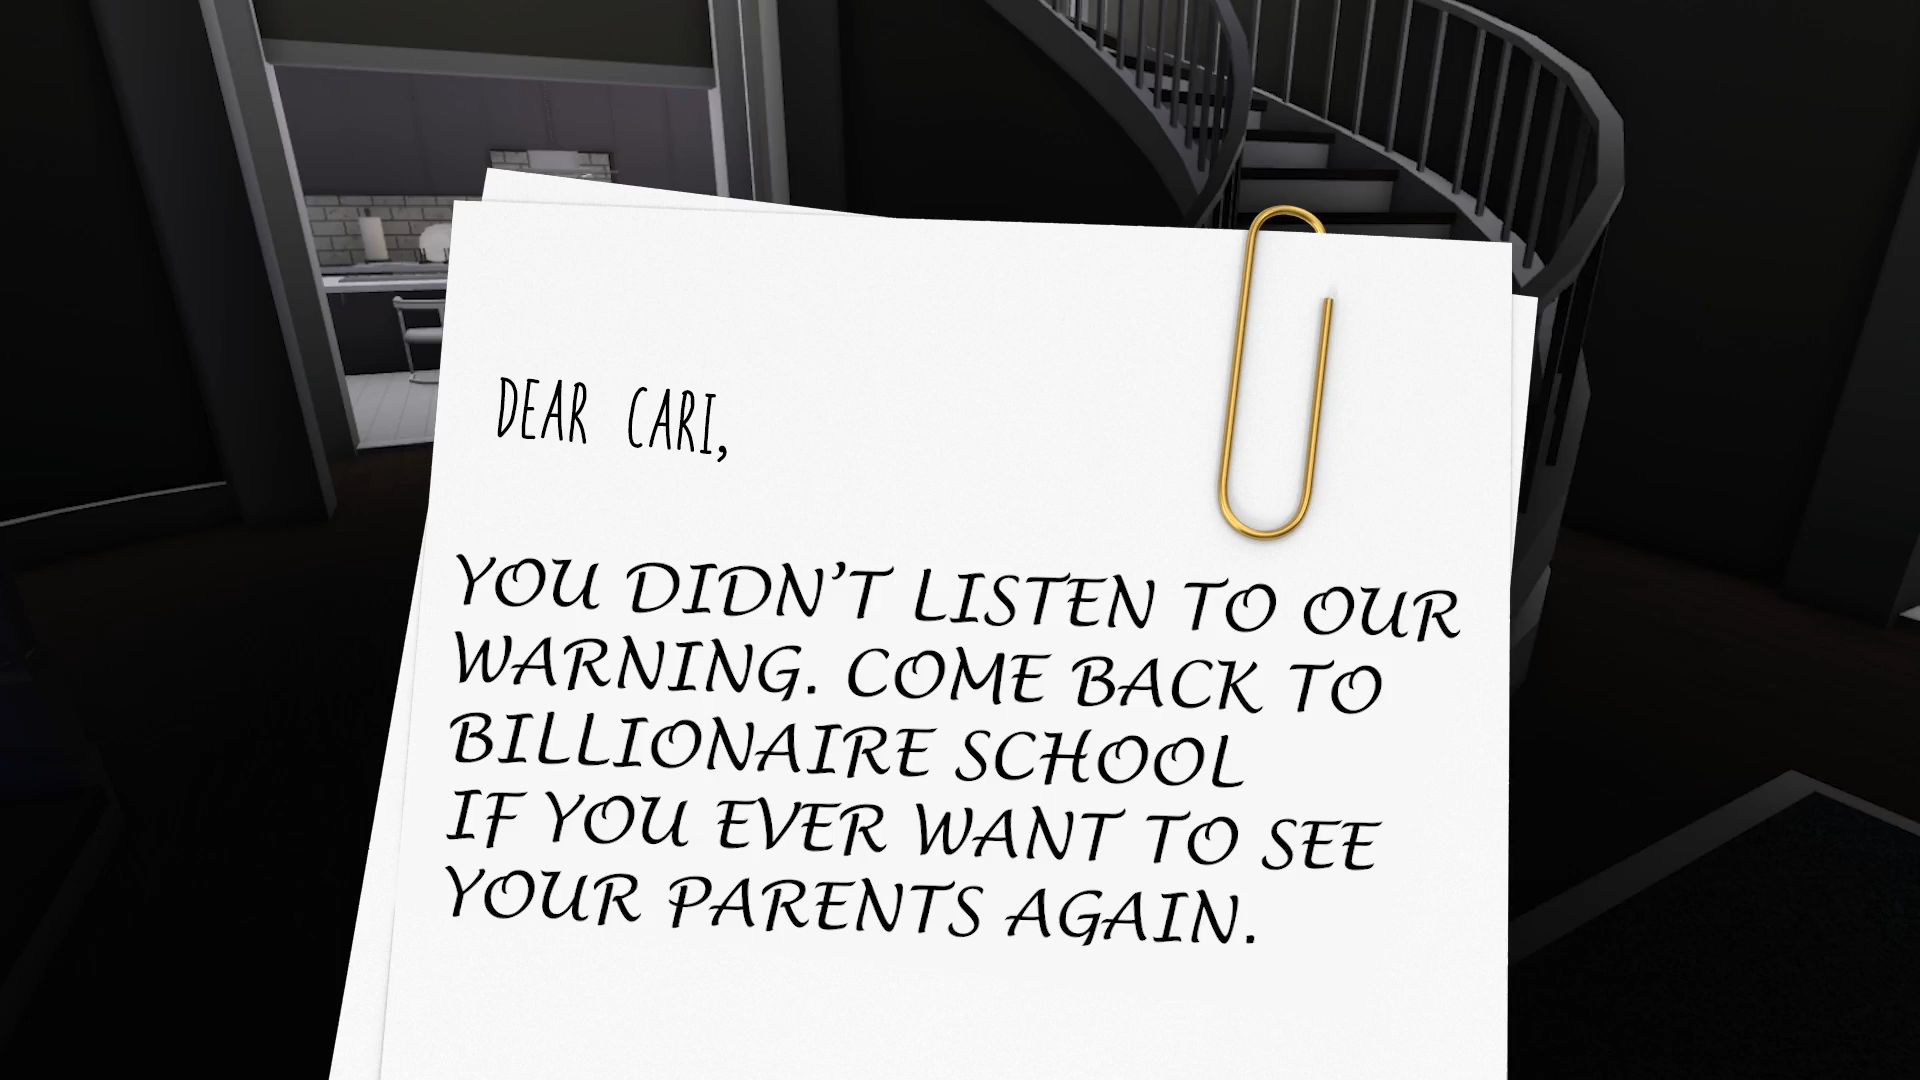 DEAR CARI,
YOU DIDN’T LISTEN TO OUR
WARNING. COME BACK TO
BILLIONAIRE SCHOOL
IF YOU EVER WANT TO SEE
YOUR PARENTS AGAIN.